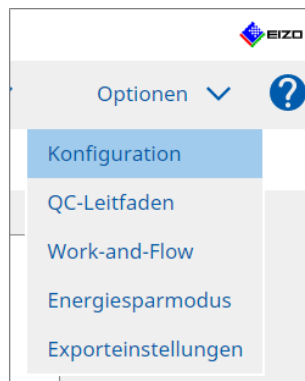 EIZO
Optionen
?
Konfiguration
QC-Leitfaden
Work-and-Flow
Energiesparmodus
Exporteinstellungen